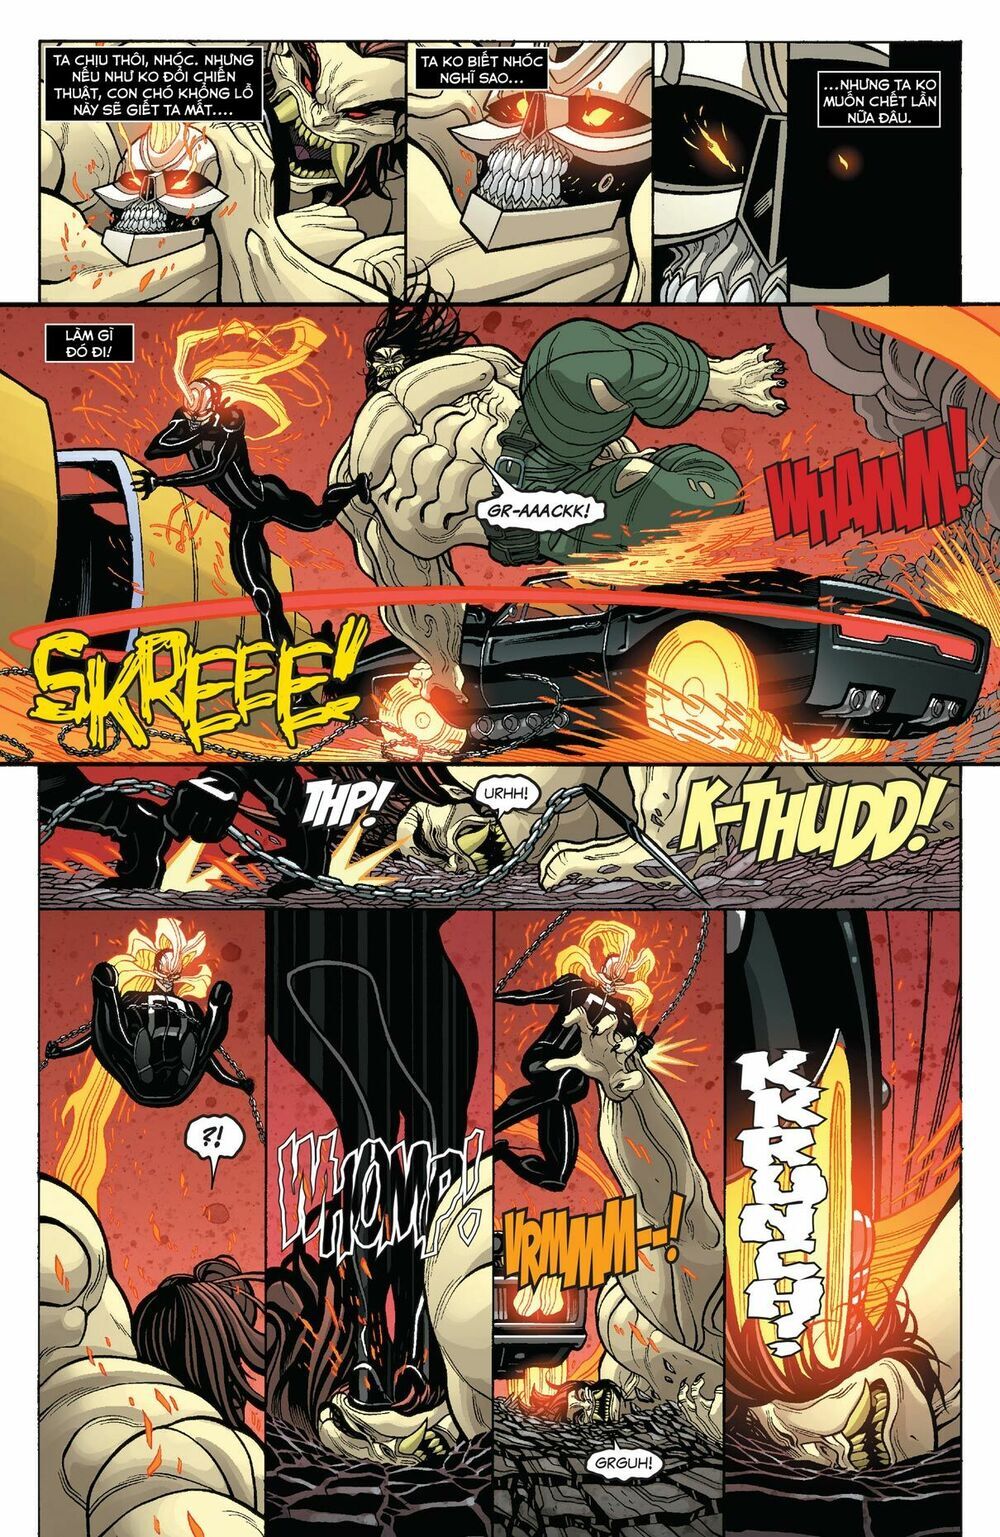 TA CHỊU THÔI, NHÓC. NHƯNG
NẾU NHƯ KO ĐỔI CHIẾN
THUẬT, CON CHÓ KHỔNG LỒ
NÀY SẼ GIẾT TA MẤT....
TA KO BIẾT NHÓC
NGHĨ SAO...
...NHƯNG TA KO
MUỐN CHẾT LẦN
NỮA ĐÂU.
LÀM GÌ
ĐÓ ĐI!
GR-AAACKK!
WHAMM!
SKREEE!!
THP!
URHH!
K-THUDD!
?!
WHOMP!
VRMMMM--!
GRGUH!
KKRUNCH!